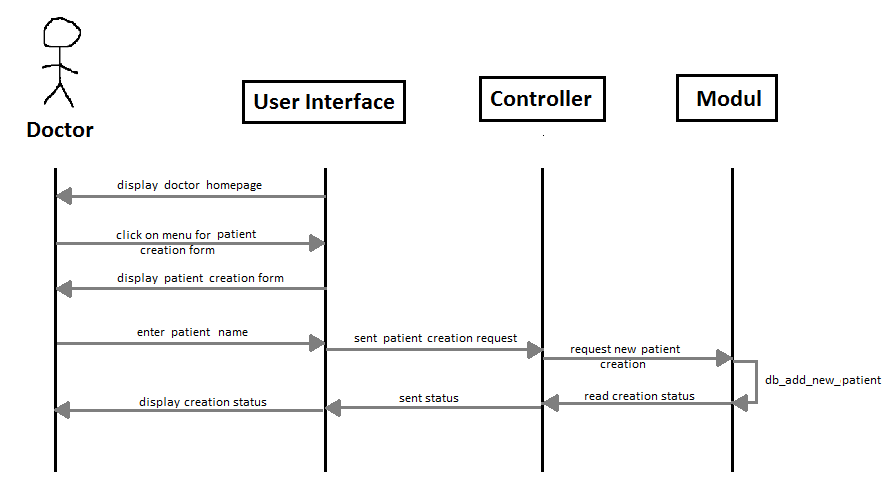 Doctor
User Interface
Controller
Modul
display doctor homepage
click on menu for patient
creation form
display patient creation form
enter patient name
sent patient creation request
request new patient
creation
db_add_new_patient
read creation status
sent status
display creation status